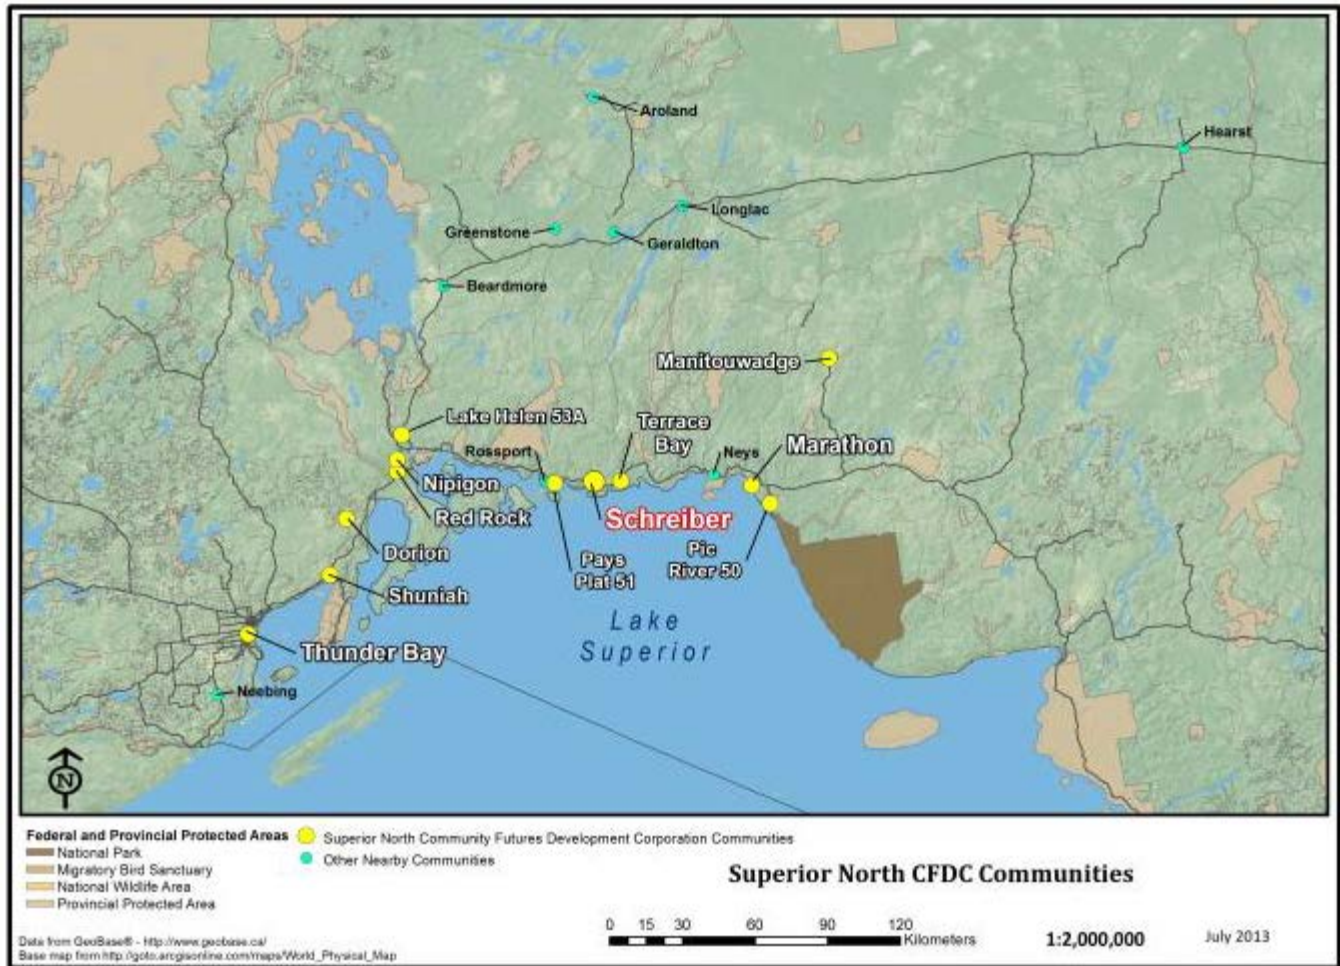 Aroland
Hearst
Longlac
Greenstone
Geraldton
Beardmore
Manitouwadge
Lake Helen 53A
Terrace
Bay
Rossport
Neys
Marathon
Nipigon
Red Rock
Schreiber
Dorion
Pays
Plat 51
Pic
River 50
Shuniah
Lake
Superior
Thunder Bay
Neebing
N
Federal and Provincial Protected Areas
National Park
Migratory Bird Sanctuary
National Wildlife Area
Provincial Protected Area
Superior North Community Futures Development Corporation Communities
Other Nearby Communities
Superior North CFDC Communities
0 15 30 60 90 120
Kilometers
1:2,000,000
July 2013
Data from GeoBase® - http://www.geobase.ca/
Base map from http://goto.arcgisonline.com/maps/World_Physical_Map